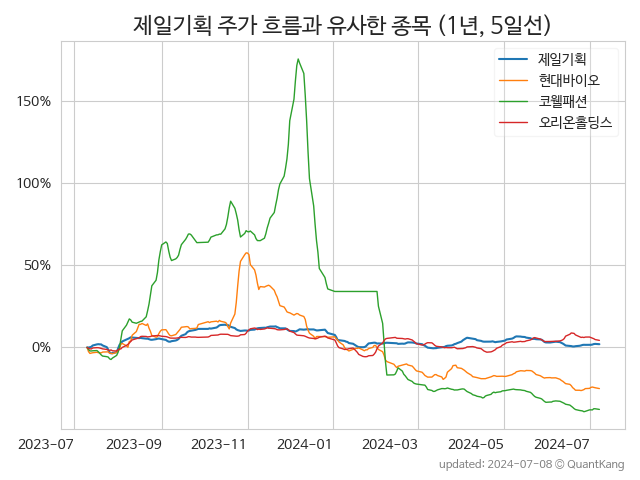 제일기획 주가 흐름과 유사한 종목 (1년, 5일선)
제일기획
현대바이오
코웰패션
오리온홀딩스
150%
100%
50%
0%
2023-07
2023-09
2023-11
2024-01
2024-03
2024-05
2024-07
updated: 2024-07-08 © QuantKang